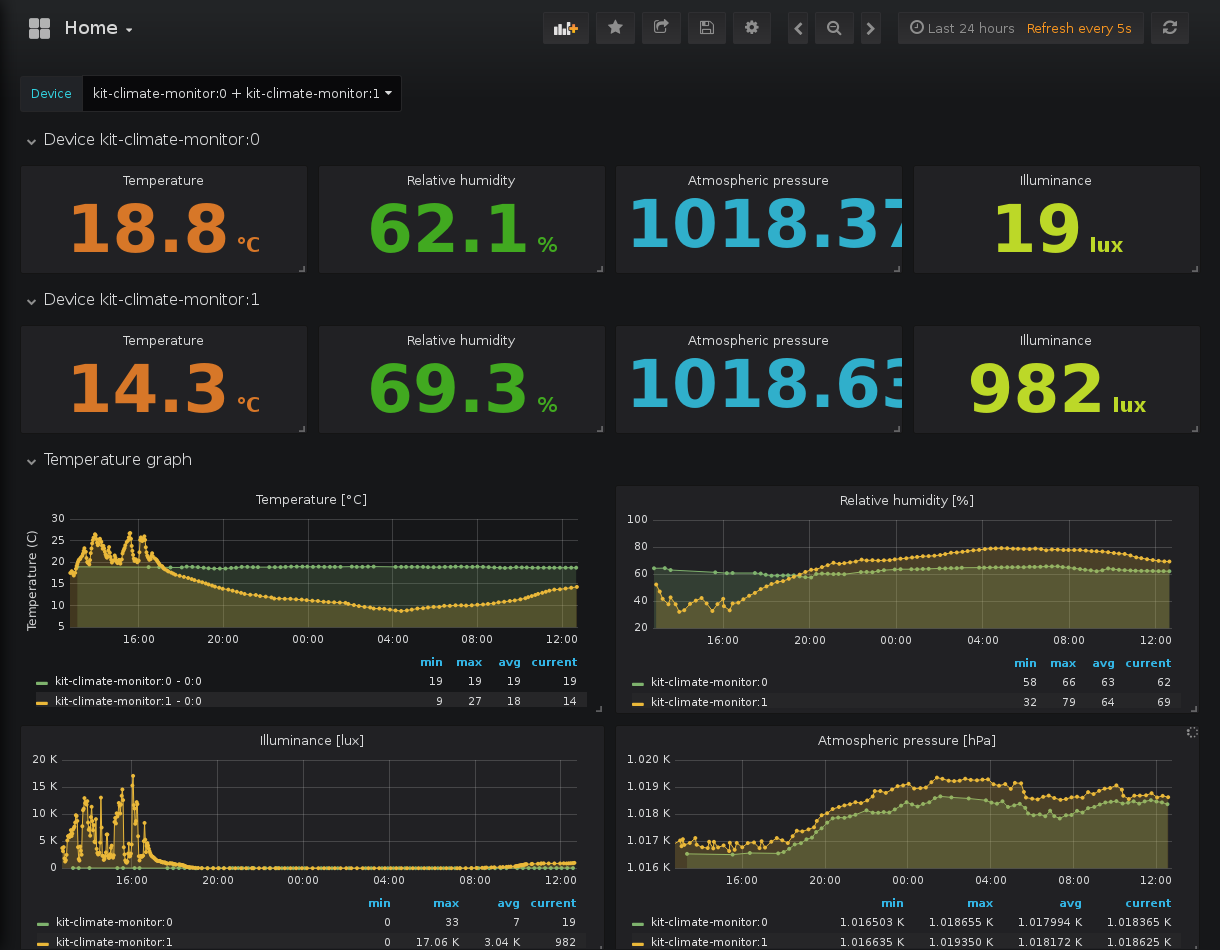 Home
Last 24 hours Refresh every 5s
Device kit-climate-monitor:0 + kit-climate-monitor:1
Device kit-climate-monitor:0
Temperature Relative humidity Atmospheric pressure Illuminance
18.8 °C 62.1 % 1018.37 19 lux
Device kit-climate-monitor:1
Temperature Relative humidity Atmospheric pressure Illuminance
14.3 °C 69.3 % 1018.63 982 lux
Temperature graph
Temperature [°C]
Temperature (C)
30
25
20
15
10
5
16:00 20:00 00:00 04:00 08:00 12:00
min max avg current
kit-climate-monitor:0 - 0:0 19 19 19 19
kit-climate-monitor:1 - 0:0 9 27 18 14
Relative humidity [%]
100
80
60
40
20
16:00 20:00 00:00 04:00 08:00 12:00
min max avg current
kit-climate-monitor:0 58 66 63 62
kit-climate-monitor:1 32 79 64 69
Illuminance [lux]
20 K
15 K
10 K
5 K
0
16:00 20:00 00:00 04:00 08:00 12:00
min max avg current
kit-climate-monitor:0 0 33 7 19
kit-climate-monitor:1 0 17.06 K 3.04 K 982
Atmospheric pressure [hPa]
1.020 K
1.019 K
1.018 K
1.017 K
1.016 K
16:00 20:00 00:00 04:00 08:00 12:00
min max avg current
kit-climate-monitor:0 1.016503 K 1.018655 K 1.017994 K 1.018365 K
kit-climate-monitor:1 1.016635 K 1.019350 K 1.018172 K 1.018625 K